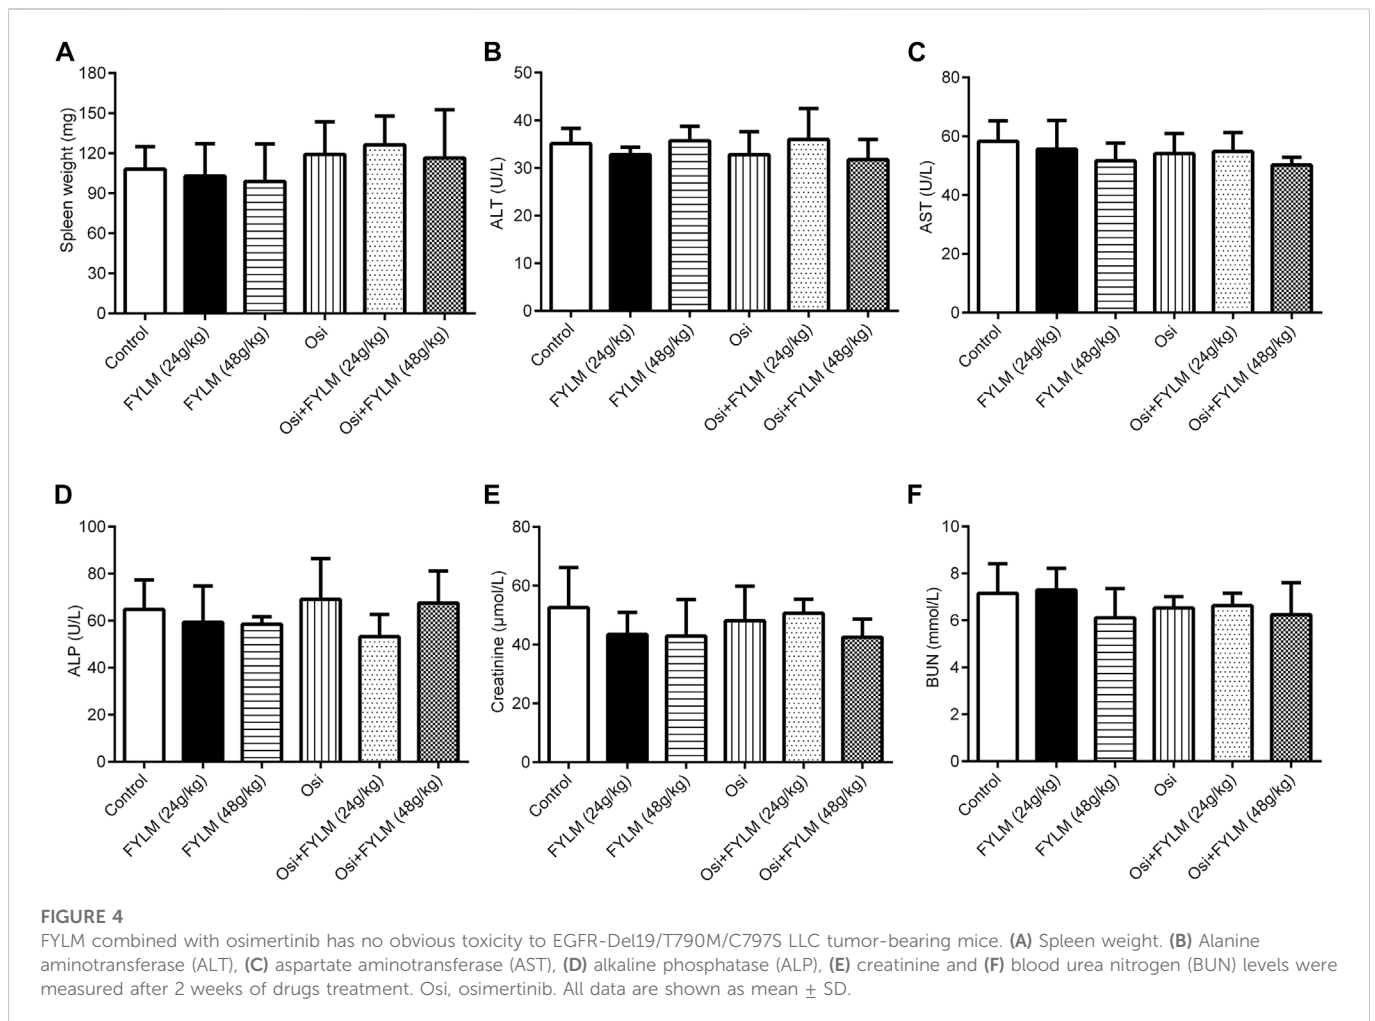 A
Spleen weight (mg)
180
150
120
90
60
30
0
Control
FYLM (24g/kg)
FYLM (48g/kg)
Osi
Osi+FYLM (24g/kg)
Osi+FYLM (48g/kg)
B
ALT (U/L)
50
40
30
20
10
0
Control
FYLM (24g/kg)
FYLM (48g/kg)
Osi
Osi+FYLM (24g/kg)
Osi+FYLM (48g/kg)
C
AST (U/L)
80
60
40
20
0
Control
FYLM (24g/kg)
FYLM (48g/kg)
Osi
Osi+FYLM (24g/kg)
Osi+FYLM (48g/kg)
D
ALP (U/L)
100
80
60
40
20
0
Control
FYLM (24g/kg)
FYLM (48g/kg)
Osi
Osi+FYLM (24g/kg)
Osi+FYLM (48g/kg)
E
Creatinine (μmol/L)
80
60
40
20
0
Control
FYLM (24g/kg)
FYLM (48g/kg)
Osi
Osi+FYLM (24g/kg)
Osi+FYLM (48g/kg)
F
BUN (mmol/L)
10
8
6
4
2
0
Control
FYLM (24g/kg)
FYLM (48g/kg)
Osi
Osi+FYLM (24g/kg)
Osi+FYLM (48g/kg)
FIGURE 4
FYLM combined with osimertinib has no obvious toxicity to EGFR-Del19/T790M/C797S LLC tumor-bearing mice. (A) Spleen weight. (B) Alanine
aminotransferase (ALT), (C) aspartate aminotransferase (AST), (D) alkaline phosphatase (ALP), (E) creatinine and (F) blood urea nitrogen (BUN) levels were
measured after 2 weeks of drugs treatment. Osi, osimertinib. All data are shown as mean ± SD.